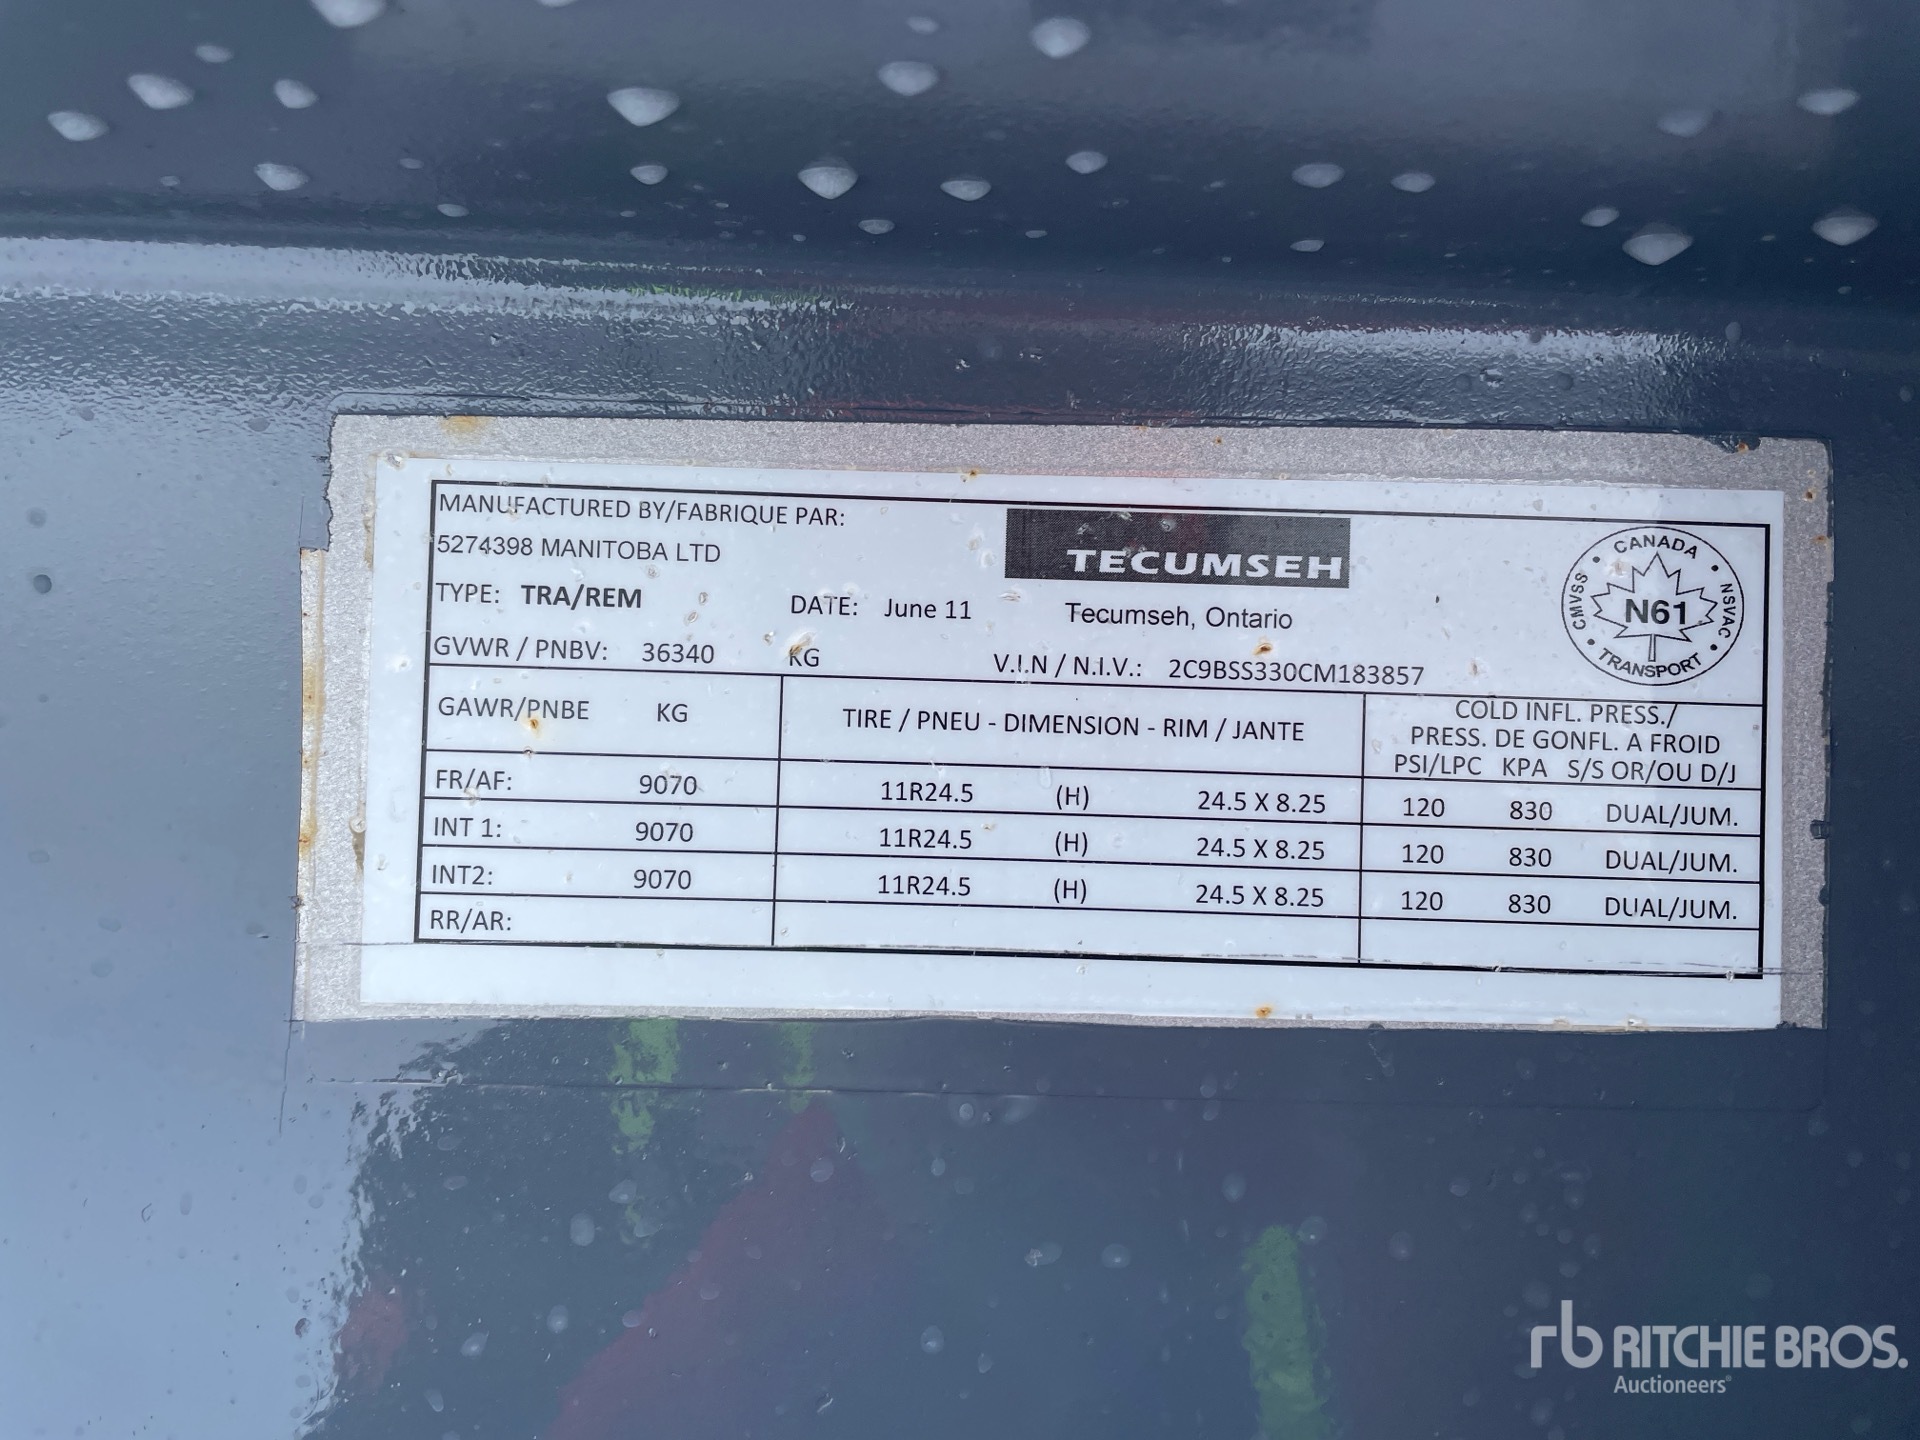 MANUFACTURED BY/FABRIQUE PAR:
5274398 MANITOBA LTD
TECUMSEH
TYPE: TRA/REM
DATE: June 11
Tecumseh, Ontario
CANADA
CMVSS
NSVAC
N61
TRANSPORT
GVWR / PNBV: 36340 KG
V.I.N / N.I.V.: 2C9BSS330CM183857
GAWR/PNBE KG
TIRE / PNEU - DIMENSION - RIM / JANTE
COLD INFL. PRESS./
PRESS. DE GONFL. A FROID
PSI/LPC KPA S/S OR/OU D/J
FR/AF: 9070 11R24.5 (H) 24.5 X 8.25 120 830 DUAL/JUM.
INT 1: 9070 11R24.5 (H) 24.5 X 8.25 120 830 DUAL/JUM.
INT2: 9070 11R24.5 (H) 24.5 X 8.25 120 830 DUAL/JUM.
RR/AR:
rb RITCHIE BROS.
Auctioneers